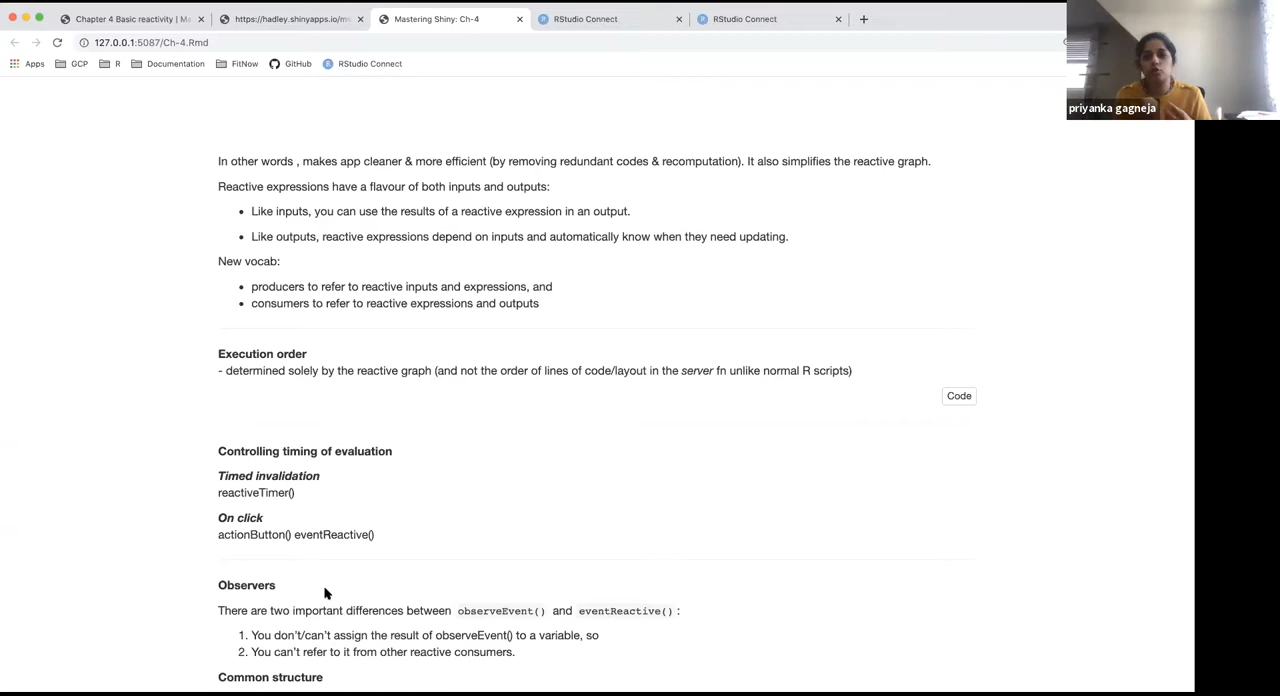 Chapter 4 Basic reactivity | Ma
https://hadley.shinyapps.io/m
Mastering Shiny: Ch-4
RStudio Connect
RStudio Connect
127.0.0.1:5087/Ch-4.Rmd
Apps
GCP
R
Documentation
FitNow
GitHub
RStudio Connect
priyanka gagneja
In other words , makes app cleaner & more efficient (by removing redundant codes & recomputation). It also simplifies the reactive graph.
Reactive expressions have a flavour of both inputs and outputs:
• Like inputs, you can use the results of a reactive expression in an output.
• Like outputs, reactive expressions depend on inputs and automatically know when they need updating.
New vocab:
• producers to refer to reactive inputs and expressions, and
• consumers to refer to reactive expressions and outputs
Execution order
- determined solely by the reactive graph (and not the order of lines of code/layout in the server fn unlike normal R scripts)
Code
Controlling timing of evaluation
Timed invalidation
reactiveTimer()
On click
actionButton() eventReactive()
Observers
There are two important differences between observeEvent() and eventReactive() :
1. You don't/can't assign the result of observeEvent() to a variable, so
2. You can't refer to it from other reactive consumers.
Common structure